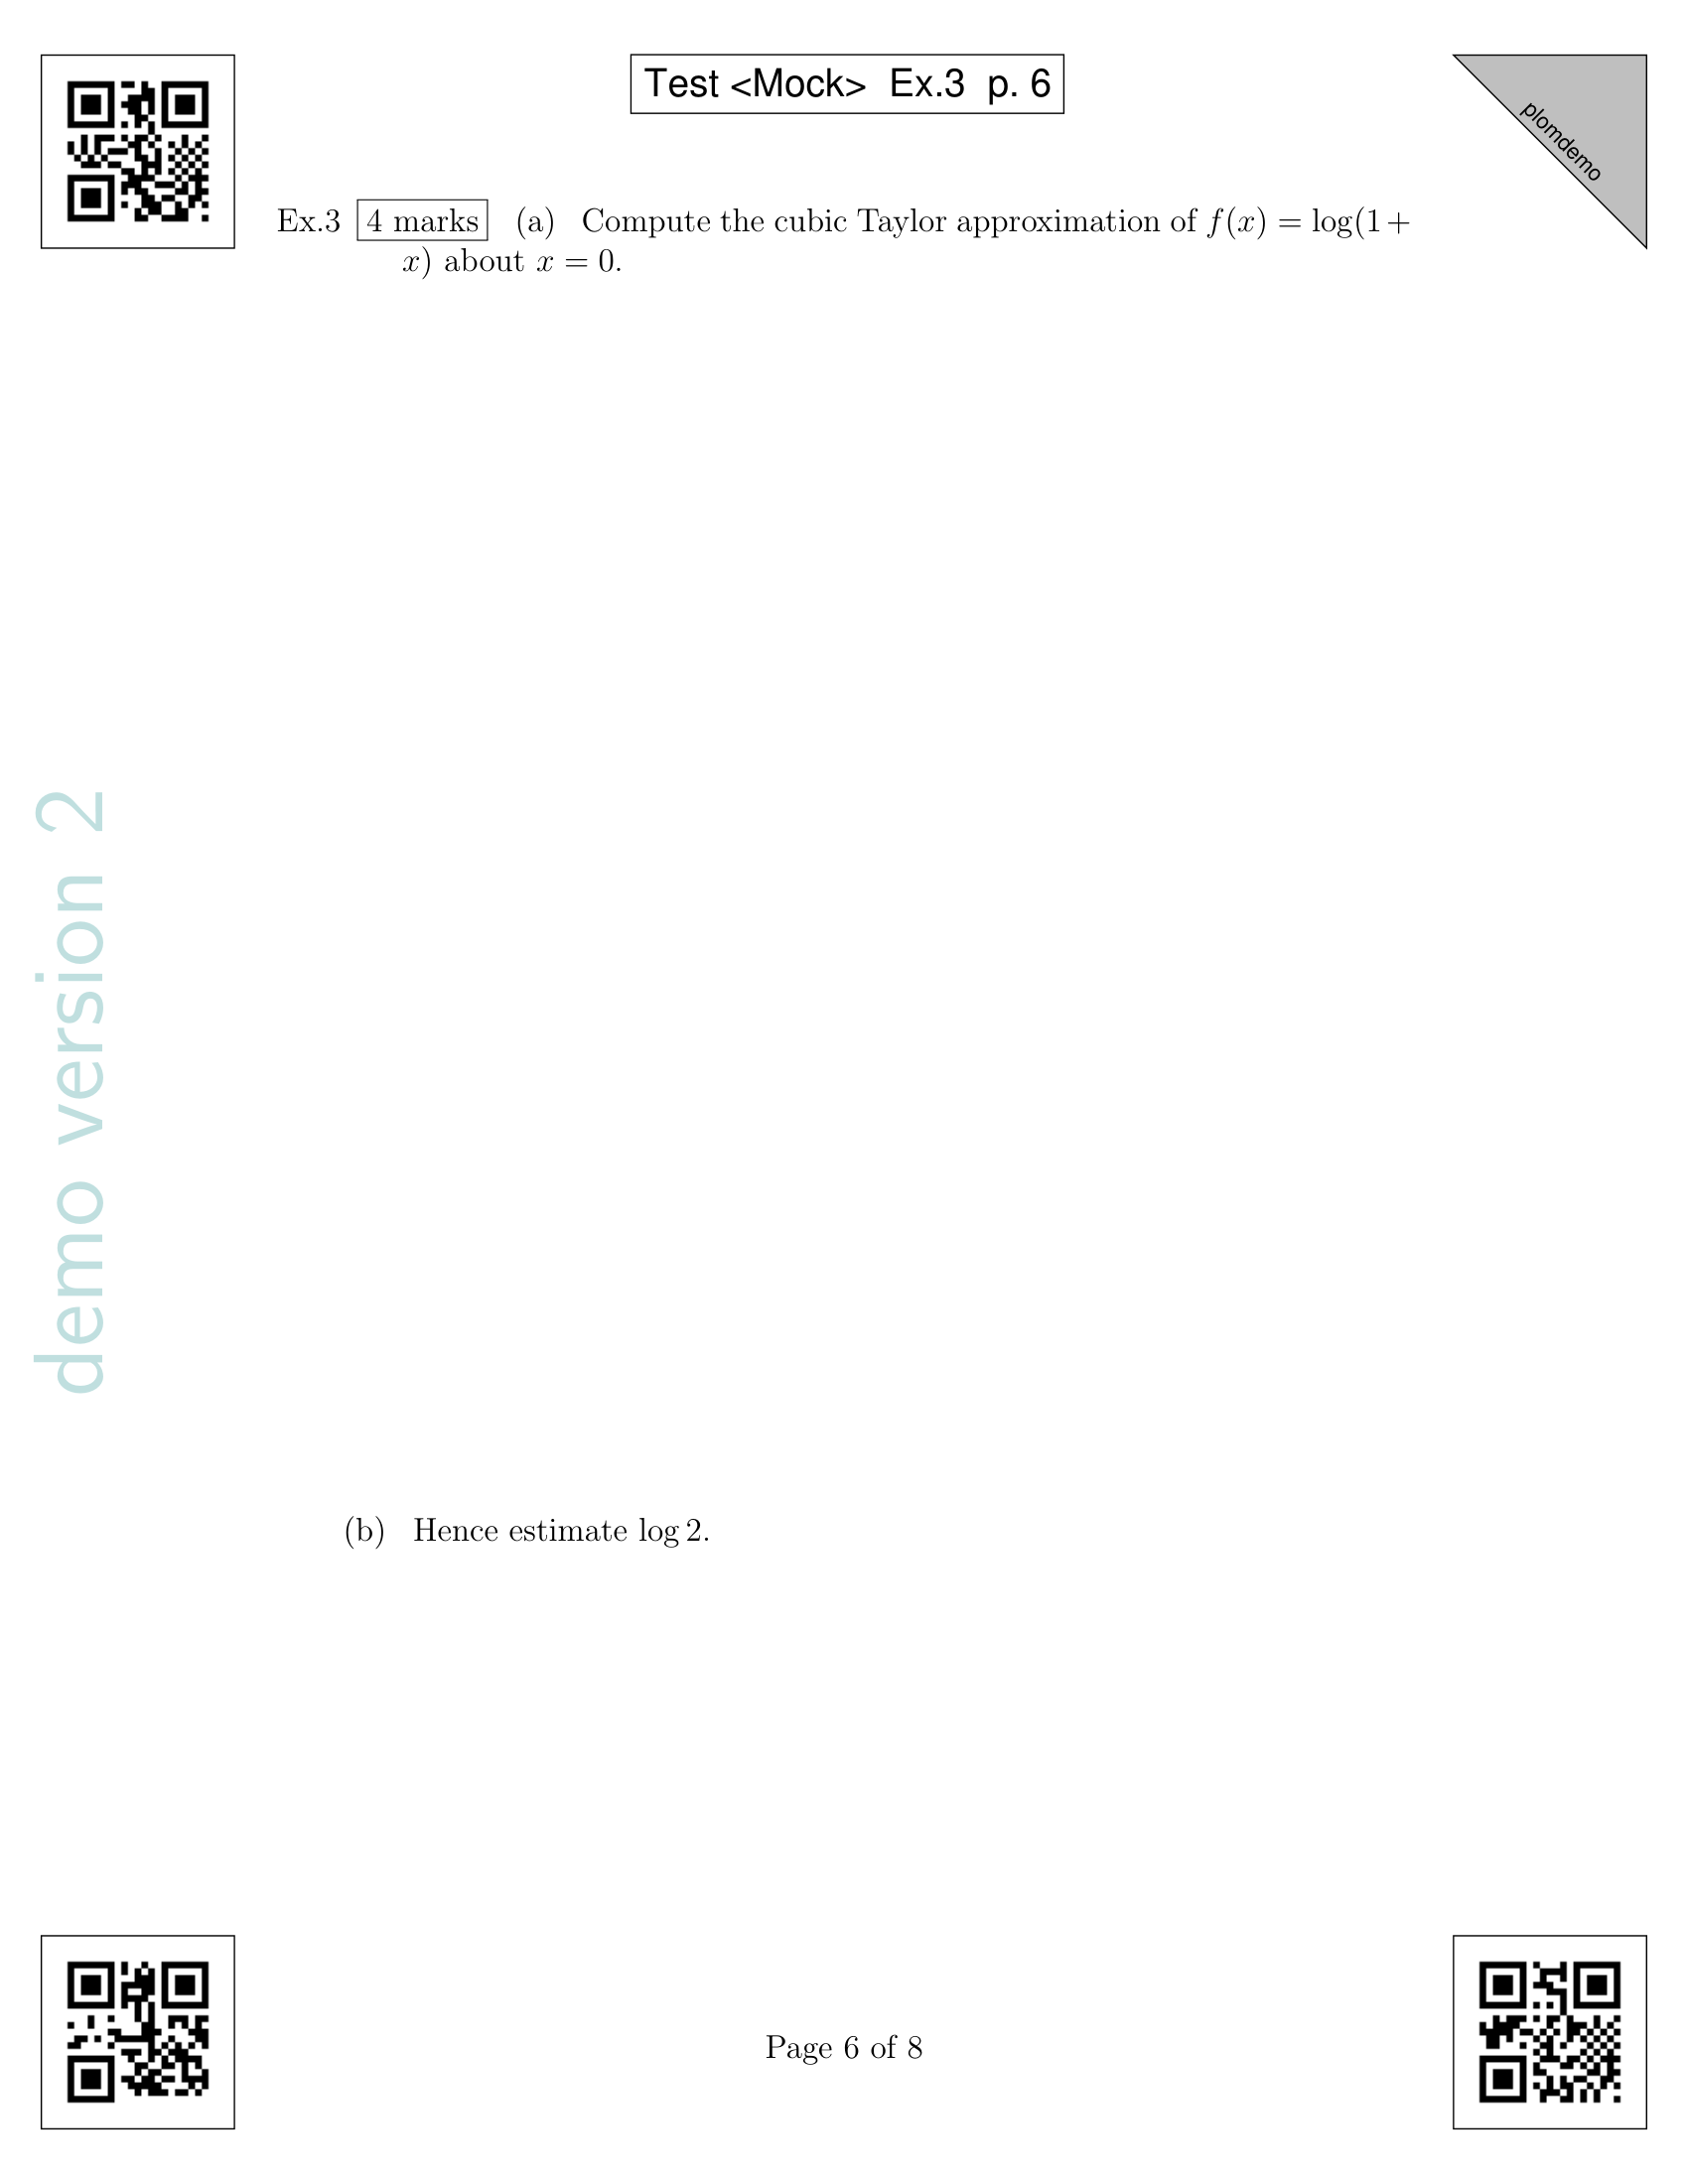 Test <Mock> Ex.3 p. 6
plomdemo
Ex.3 4 marks (a) Compute the cubic Taylor approximation of f(x) = log(1 +
x) about x = 0.
demo version 2
(b) Hence estimate log 2.
Page 6 of 8